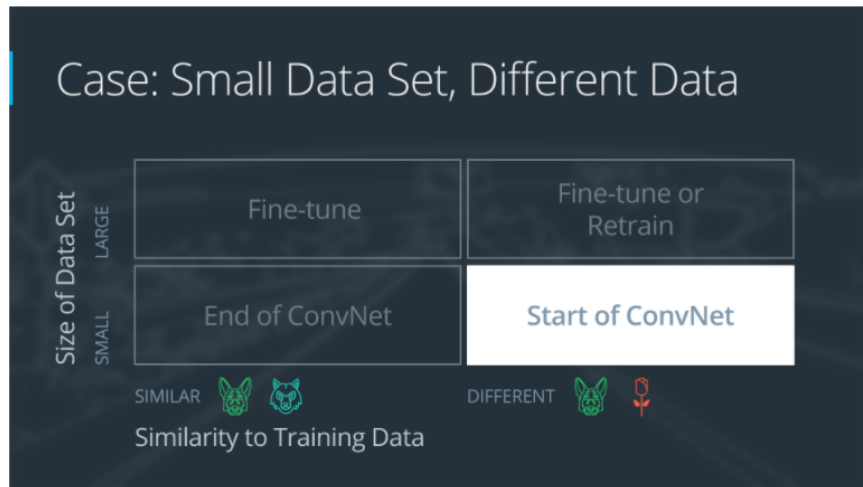 Case: Small Data Set, Different Data
Size of Data Set
LARGE
Fine-tune
Fine-tune or
Retrain
SMALL
End of ConvNet
Start of ConvNet
SIMILAR
DIFFERENT
Similarity to Training Data